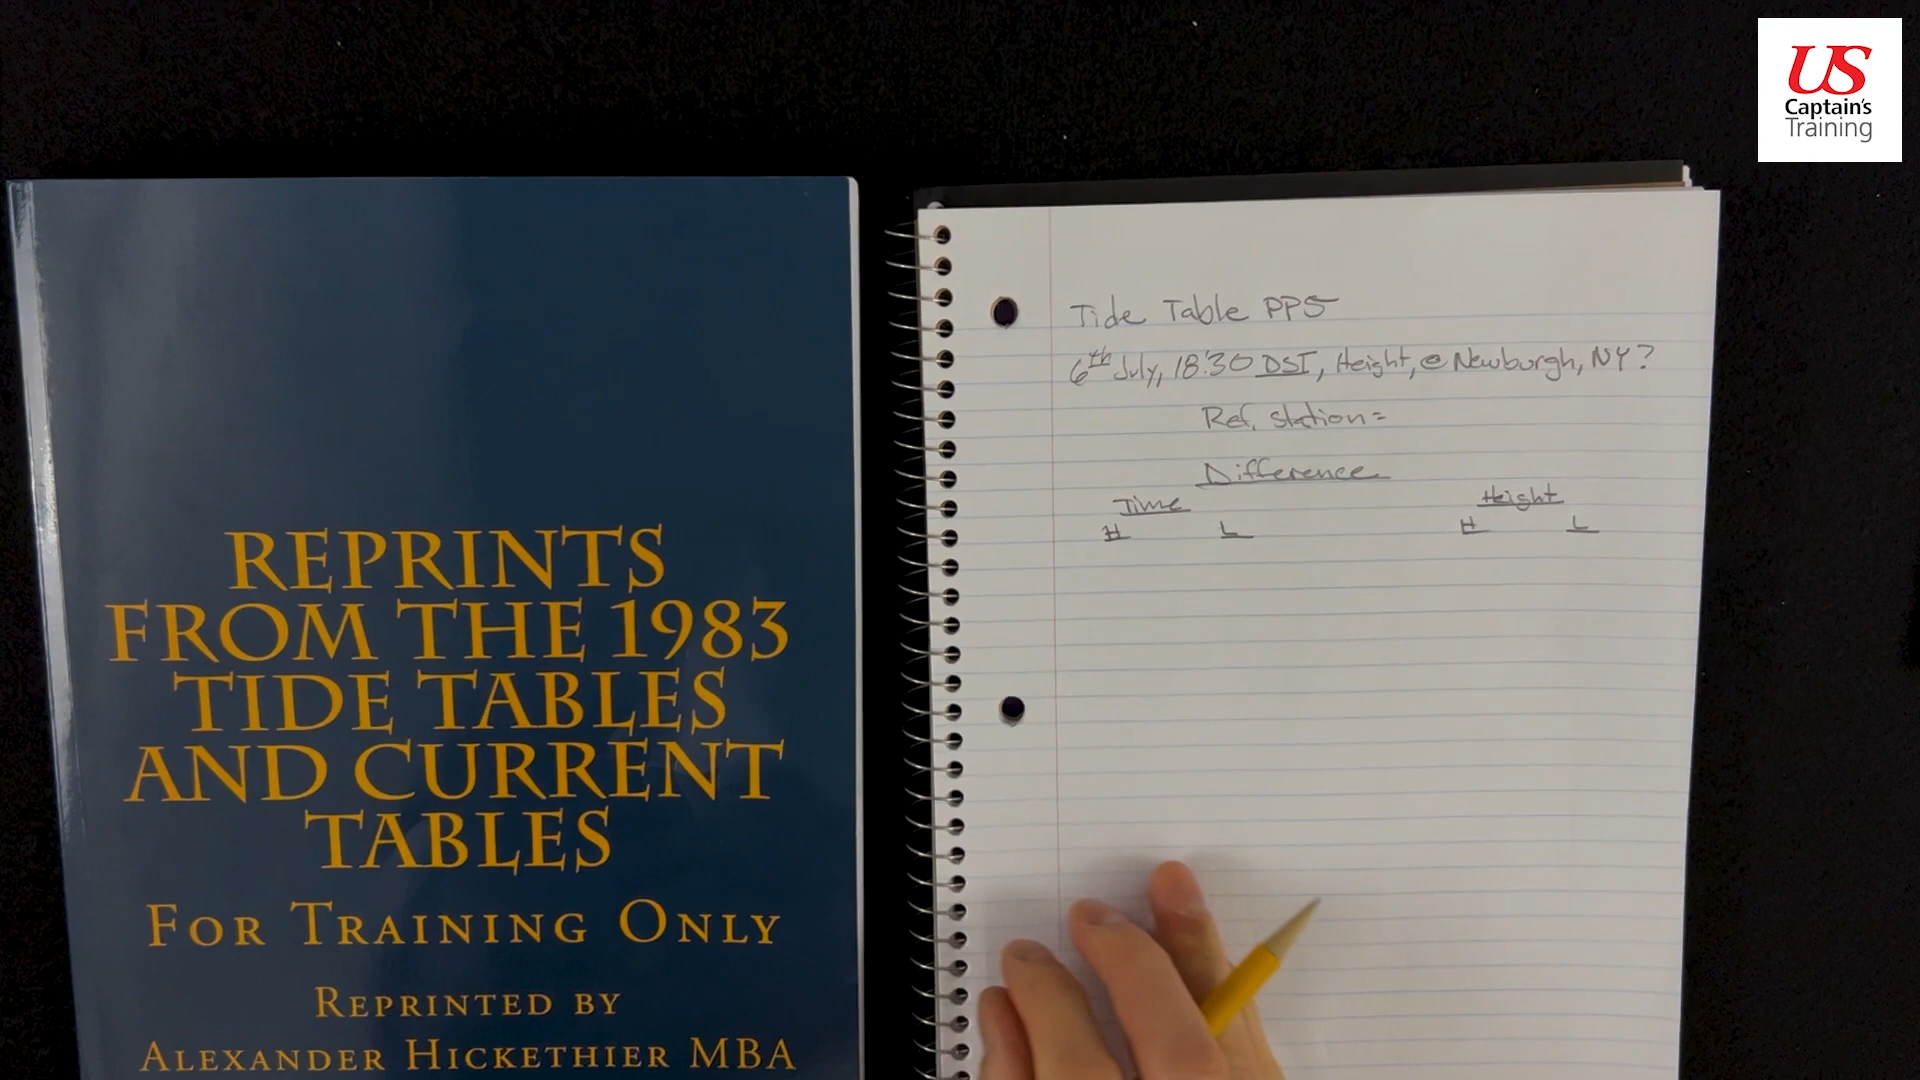 US
Captain's
Training
REPRINTS
FROM THE 1983
TIDE TABLES
AND CURRENT
TABLES
FOR TRAINING ONLY
REPRINTED BY
ALEXANDER HICKETHIER MBA
Tide Table PP5
6th July, 18:30 DST, Height, @ Newburgh, NY?
Ref. Station =
Difference
Time Height
H L H L